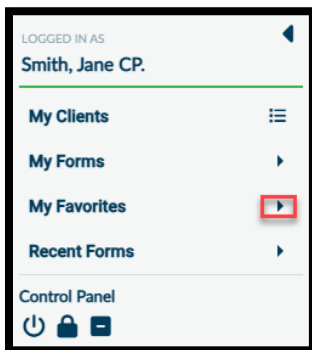 LOGGED IN AS
Smith, Jane CP.
My Clients
My Forms
My Favorites
Recent Forms
Control Panel